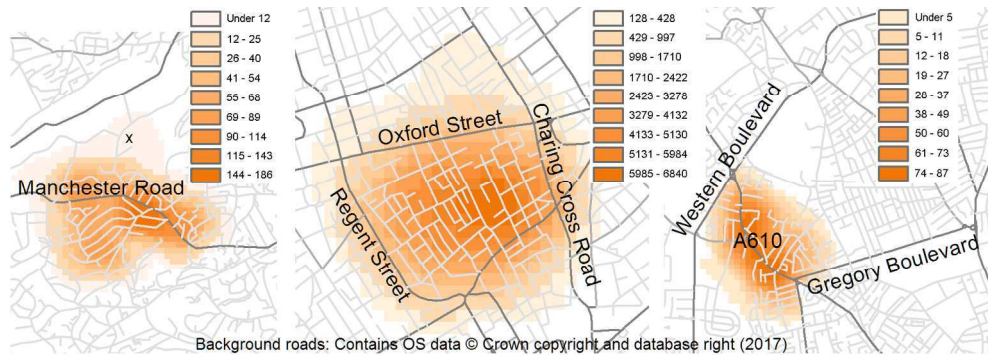 Under 12
12 - 25
26 - 40
41 - 54
55 - 68
69 - 89
90 - 114
115 - 143
144 - 186
x
Manchester Road
128 - 428
429 - 997
998 - 1710
1710 - 2422
2423 - 3278
3279 - 4132
4133 - 5130
5131 - 5984
5985 - 6840
Oxford Street
Charing Cross Road
Regent Street
Under 5
5 - 11
12 - 18
19 - 27
26 - 37
38 - 49
50 - 60
61 - 73
74 - 87
Western Boulevard
A610
Gregory Boulevard
Background roads: Contains OS data © Crown copyright and database right (2017)